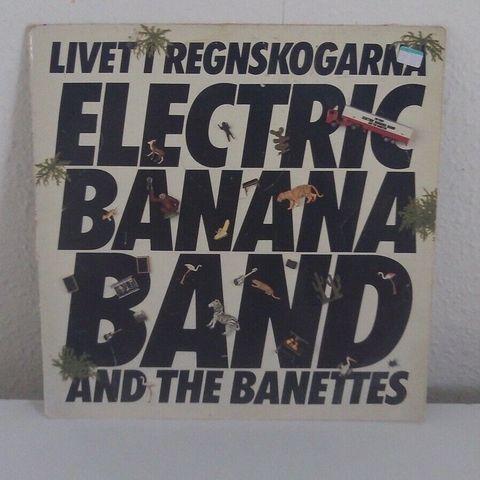 LIVET I REGNSKOGARNA
ELECTRIC
BANANA
BAND
AND THE BANETTES